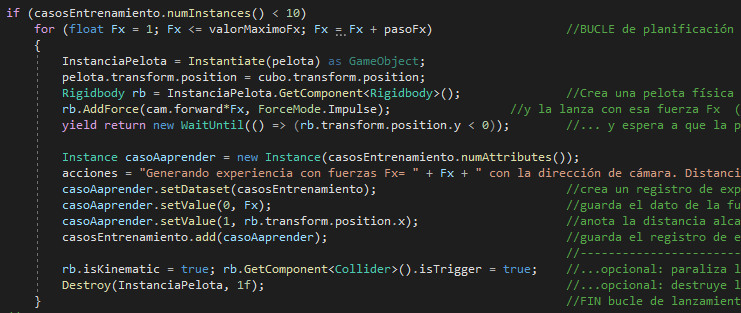 if (casosEntrenamiento.numInstances() < 10)
for (float Fx = 1; Fx <= valorMaximoFx; Fx = Fx + pasoFx) //BUCLE de planificación
{
InstanciaPelota = Instantiate(pelota) as GameObject;
pelota.transform.position = cubo.transform.position;
Rigidbody rb = InstanciaPelota.GetComponent<Rigidbody>(); //Crea una pelota física
rb.AddForce(cam.forward*Fx, ForceMode.Impulse); //y la lanza con esa fuerza Fx (
yield return new WaitUntil(() => (rb.transform.position.y < 0)); //... y espera a que la p
Instance casoAaprender = new Instance(casosEntrenamiento.numAttributes());
acciones = "Generando experiencia con fuerzas Fx= " + Fx + " con la dirección de cámara. Distanci
casoAaprender.setDataset(casosEntrenamiento); //crea un registro de exp
casoAaprender.setValue(0, Fx); //guarda el dato de la fu
casoAaprender.setValue(1, rb.transform.position.x); //anota la distancia alca
casosEntrenamiento.add(casoAaprender); //guarda el registro de e
//-----------------------
rb.isKinematic = true; rb.GetComponent<Collider>().isTrigger = true; //...opcional: paraliza l
Destroy(InstanciaPelota, 1f); //...opcional: destruye l
} //FIN bucle de lanzamient